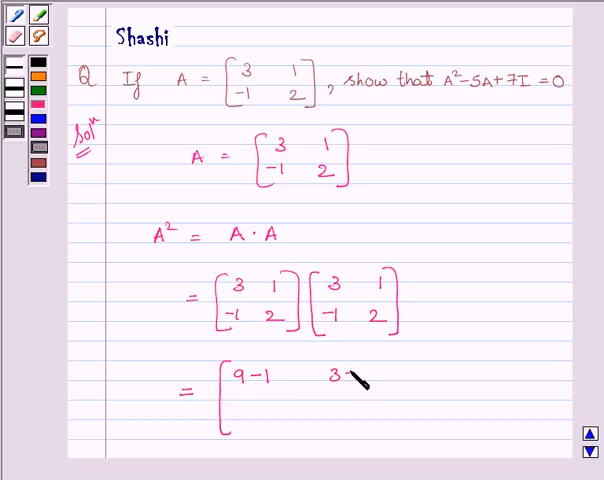 Shashi
Q If A = [3 1 -1 2], show that A²-5A+7I = 0
Solⁿ
A = [3 1 -1 2]
A² = A · A
= [3 1 -1 2] [3 1 -1 2]
= [9-1 3-